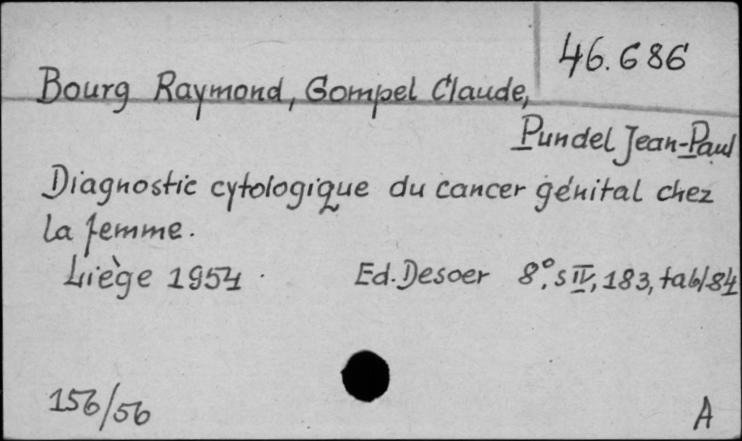 46.686
Bourg Raymond, Gompel Claude,
Pundel Jean-Paul
Diagnostic cytologique du cancer génital chez
la femme.
Liège 1954. Ed. Desoer 8°. s IV, 183, tabl 84
156/56 A